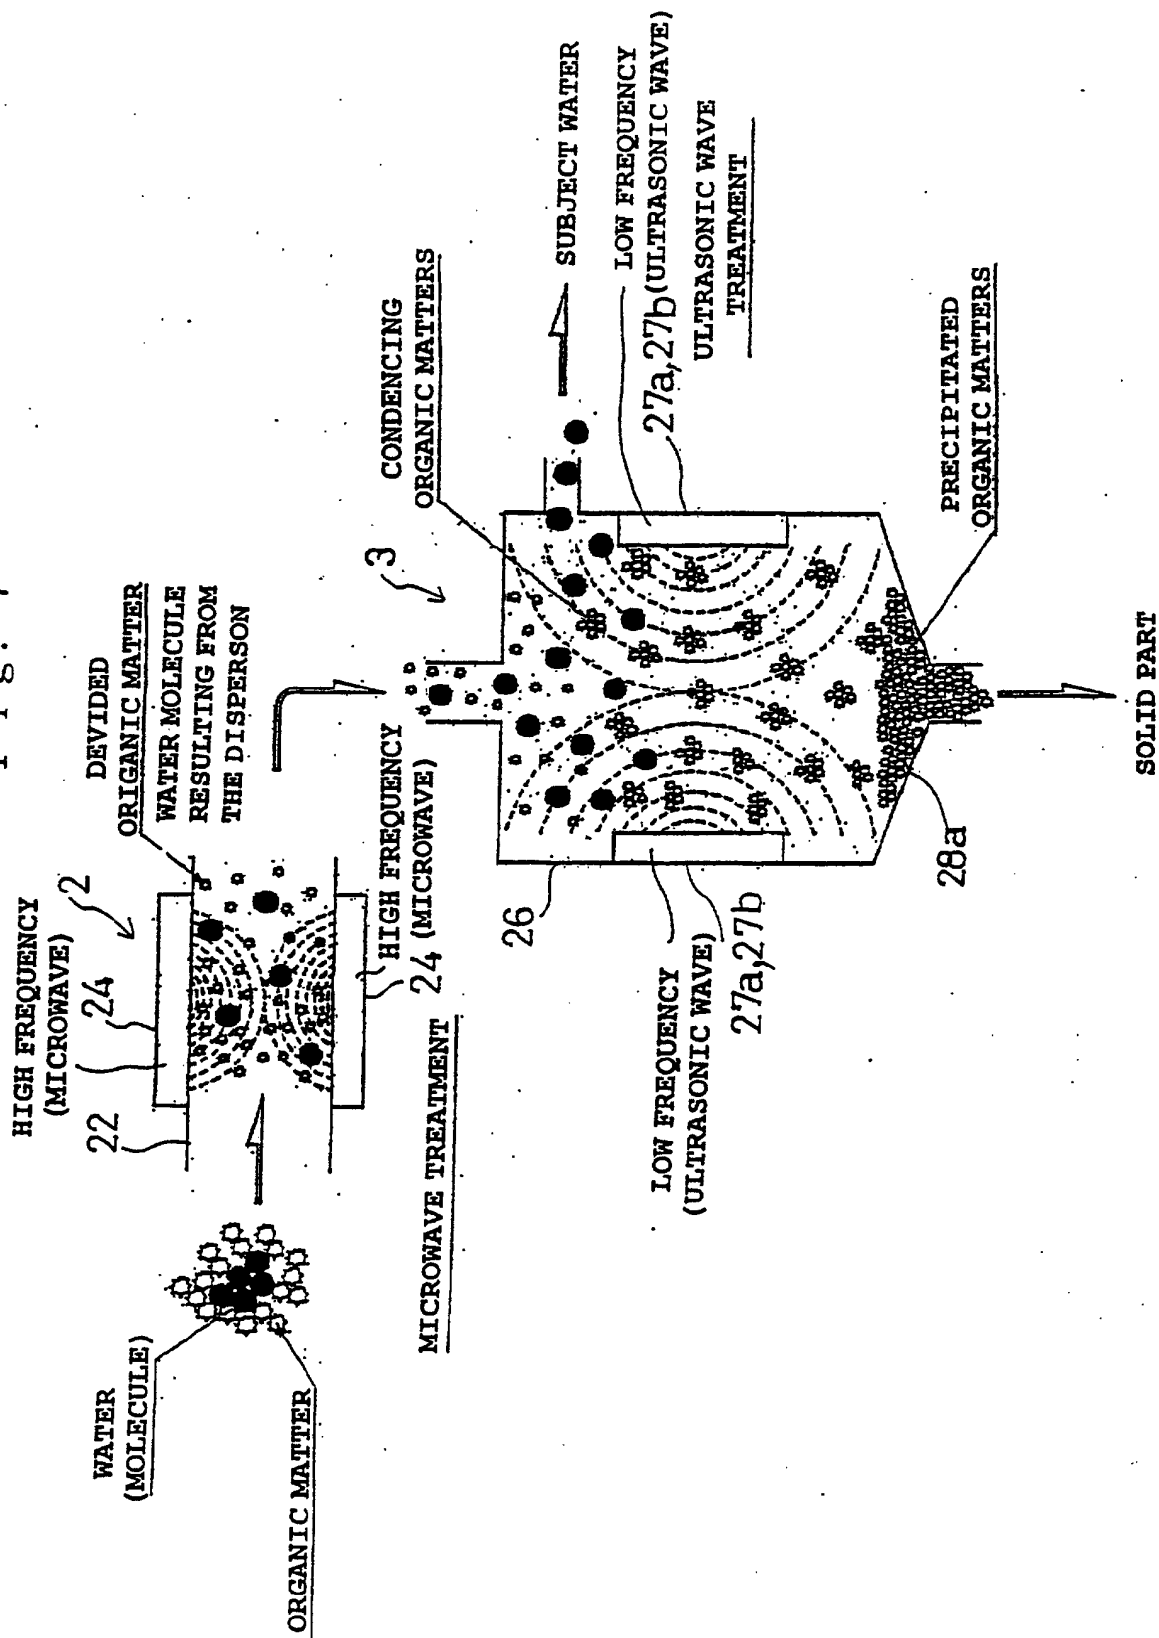 Fig. 7
HIGH FREQUENCY
(MICROWAVE)
24
22
2
DEVIDED
ORIGANIC MATTER
WATER MOLECULE
RESULTING FROM
THE DISPERSON
WATER
(MOLECULE)
ORGANIC MATTER
HIGH FREQUENCY
24 (MICROWAVE)
MICROWAVE TREATMENT
3
CONDENCING
ORGANIC MATTERS
SUBJECT WATER
LOW FREQUENCY
(ULTRASONIC WAVE)
27a,27b
ULTRASONIC WAVE
TREATMENT
26
LOW FREQUENCY
(ULTRASONIC WAVE)
27a,27b
28a
PRECIPITATED
ORGANIC MATTERS
SOLID PART